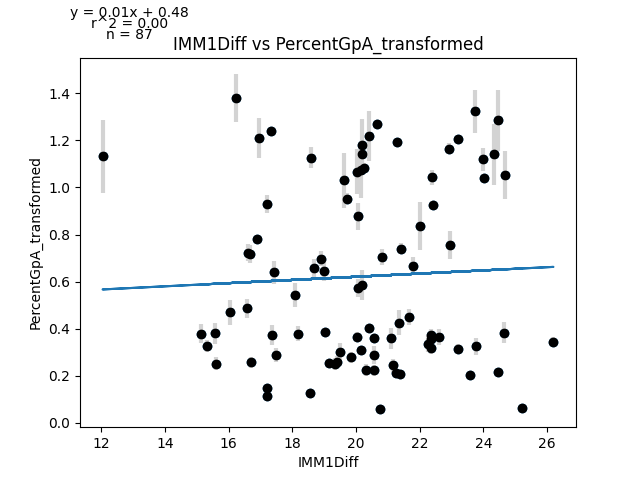 y = 0.01x + 0.48
r^2 = 0.00
n = 87
IMM1Diff vs PercentGpA_transformed
PercentGpA_transformed
1.4
1.2
1.0
0.8
0.6
0.4
0.2
0.0
12 14 16 18 20 22 24 26
IMM1Diff